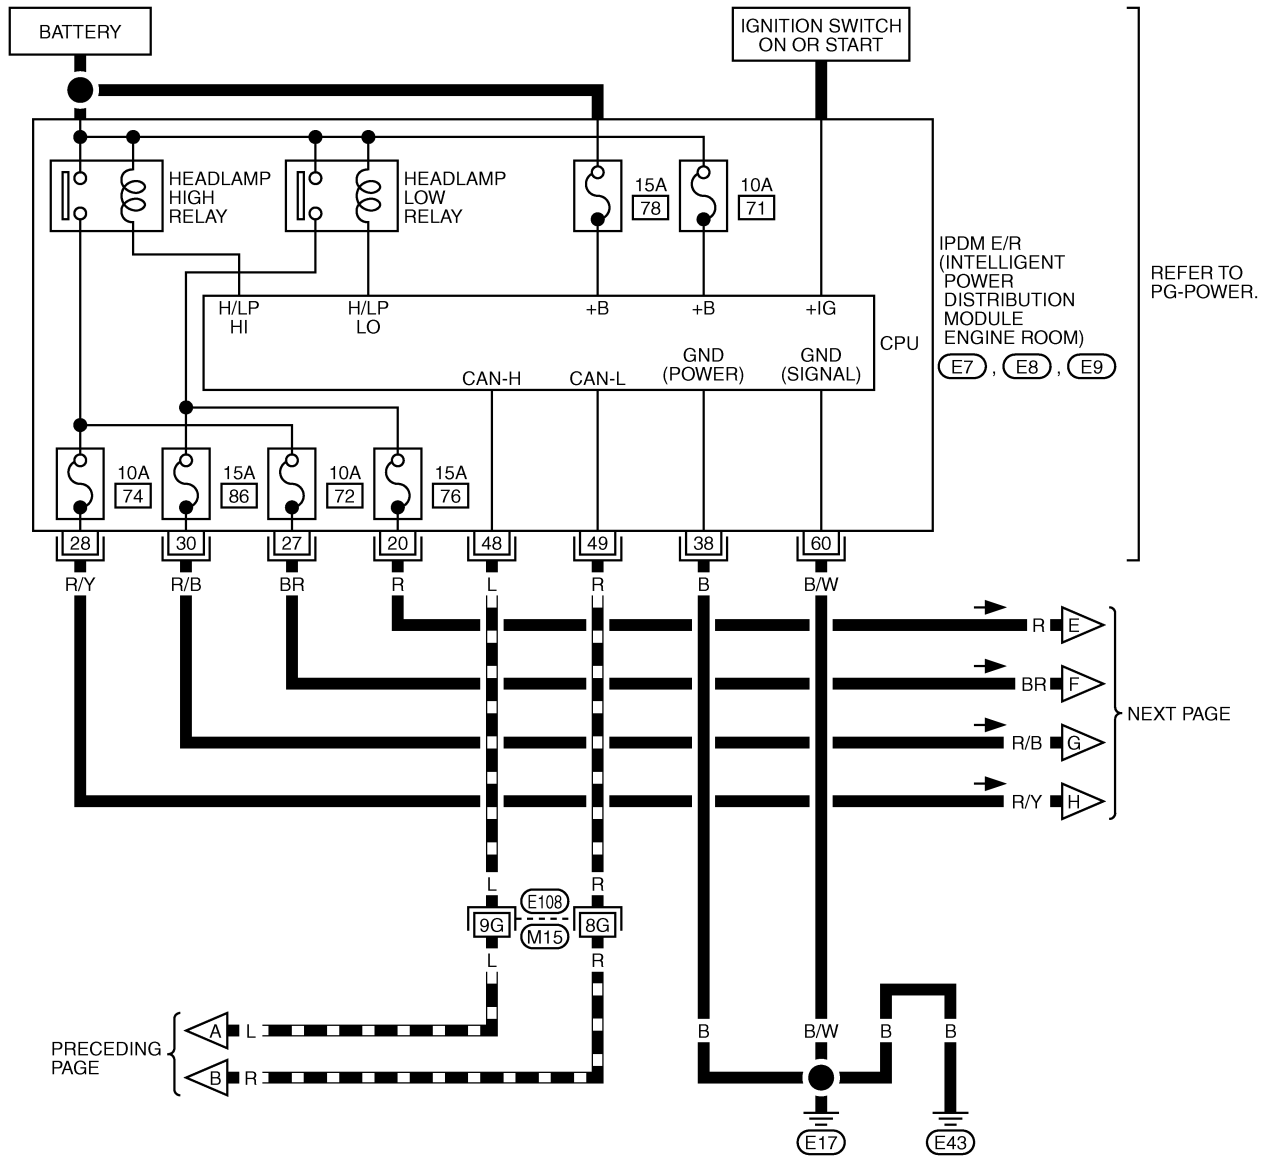 BATTERY
IGNITION SWITCH
ON OR START
HEADLAMP
HIGH
RELAY
HEADLAMP
LOW
RELAY
15A
78
10A
71
IPDM E/R
(INTELLIGENT
POWER
DISTRIBUTION
MODULE
ENGINE ROOM)
E7 , E8 , E9
REFER TO
PG-POWER.
H/LP
HI
H/LP
LO
+B
+B
+IG
CPU
CAN-H
CAN-L
GND
(POWER)
GND
(SIGNAL)
10A
74
15A
86
10A
72
15A
76
28
30
27
20
48
49
38
60
R/Y
R/B
BR
R
L
R
B
B/W
R
E
BR
F
R/B
G
R/Y
H
NEXT PAGE
L
R
9G
E108
M15
8G
L
R
PRECEDING
PAGE
A
L
B
R
B
B/W
B
B
E17
E43